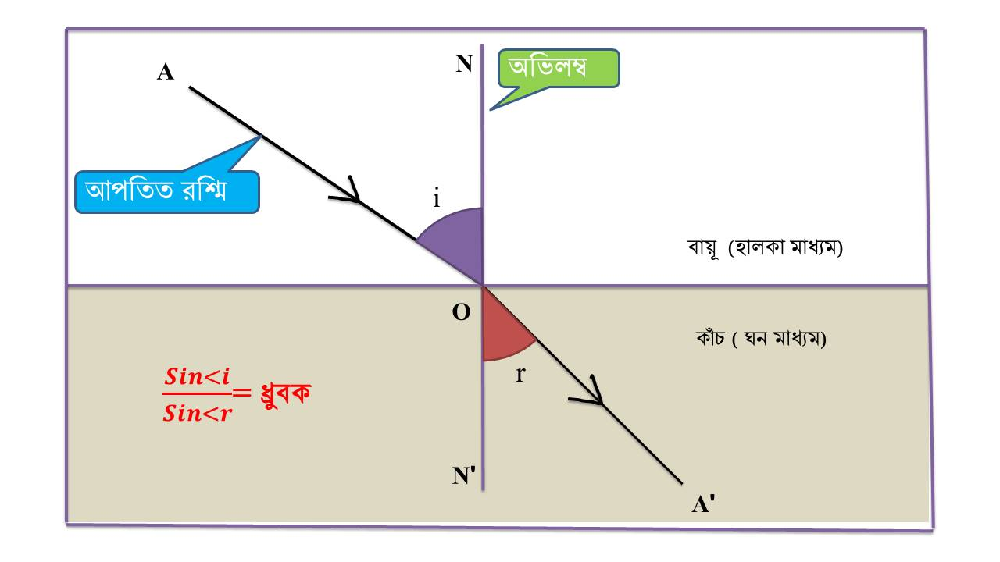 A
N
অভিলম্ব
আপতিত রশ্মি
i
বায়ূ (হালকা মাধ্যম)
O
কাঁচ ( ঘন মাধ্যম)
r
Sin<i
Sin<r
= ধ্রুবক
N'
A'